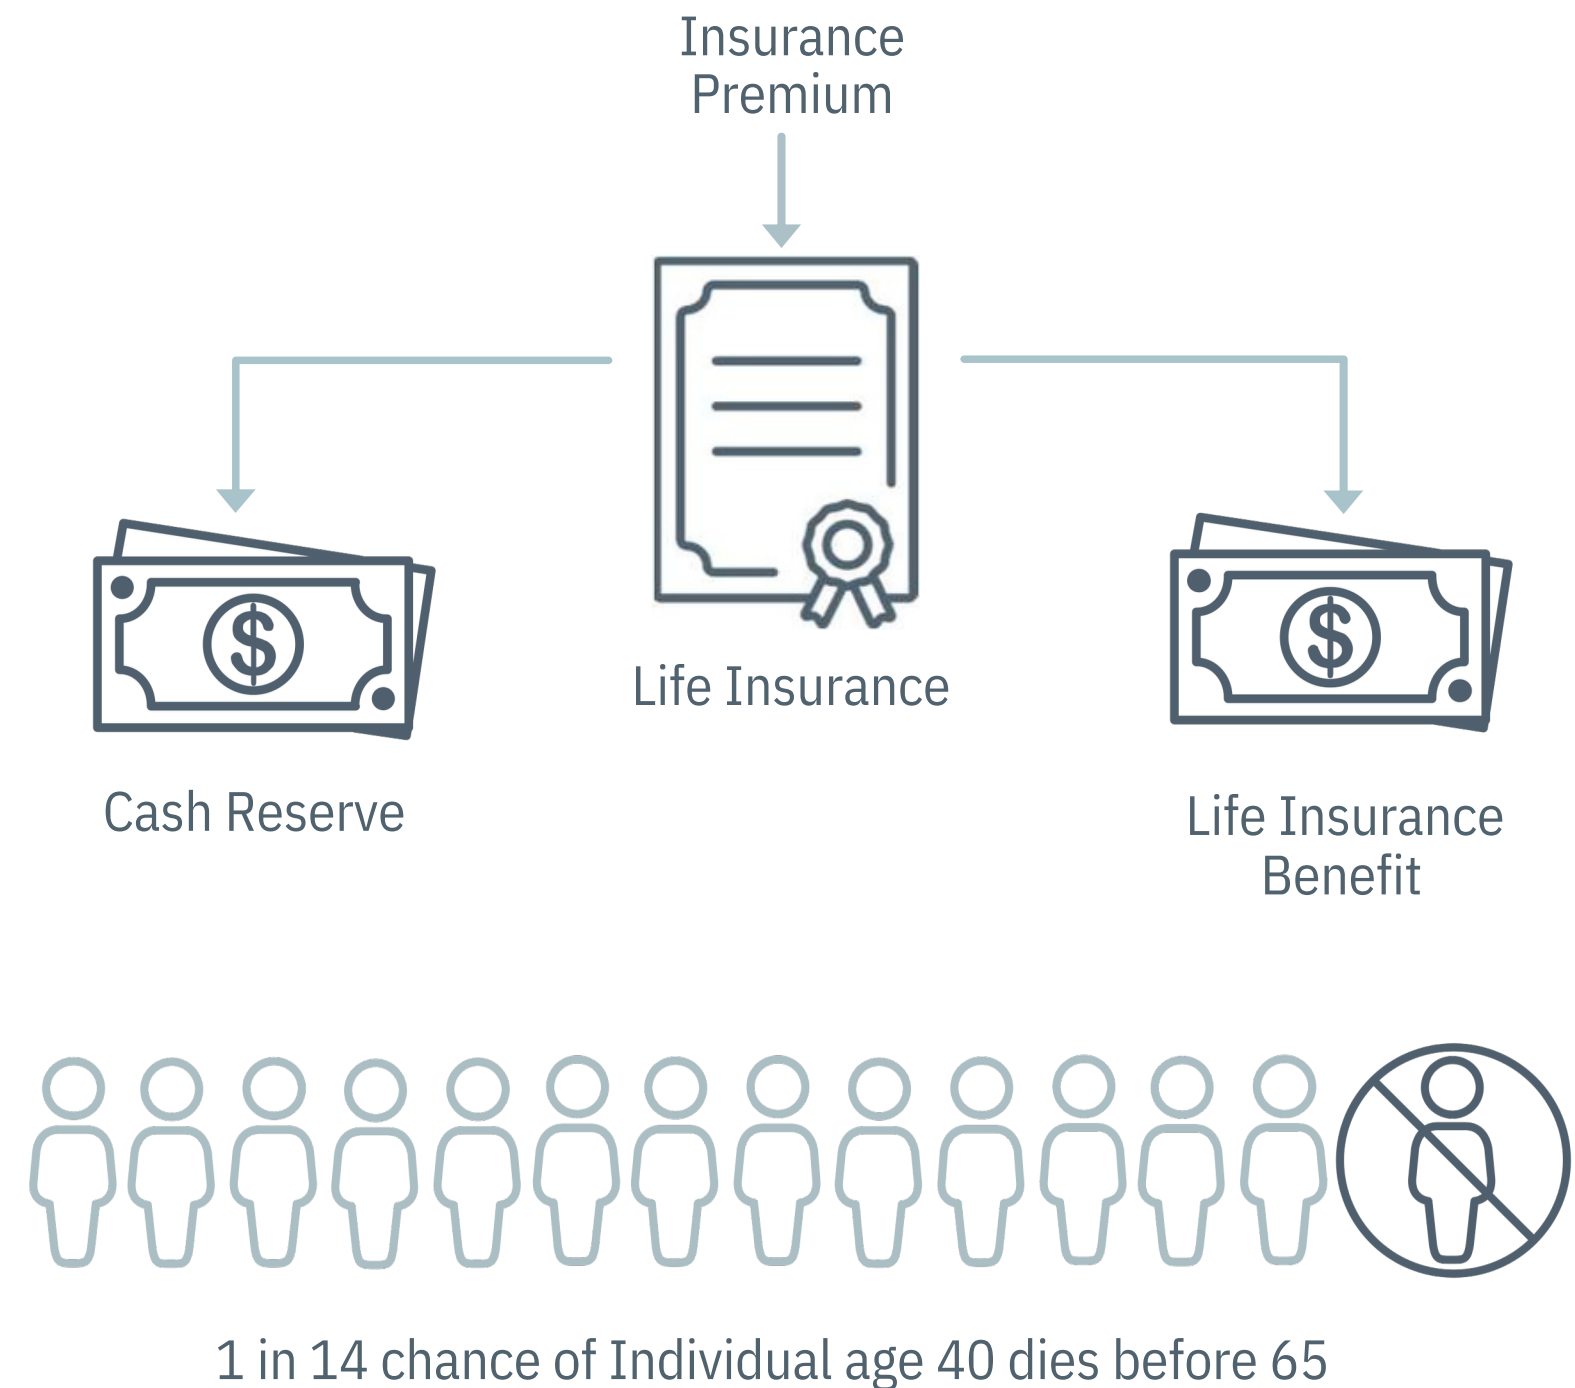 Insurance
Premium
$
$
Life Insurance
Cash Reserve
Life Insurance
Benefit
1 in 14 chance of Individual age 40 dies before 65